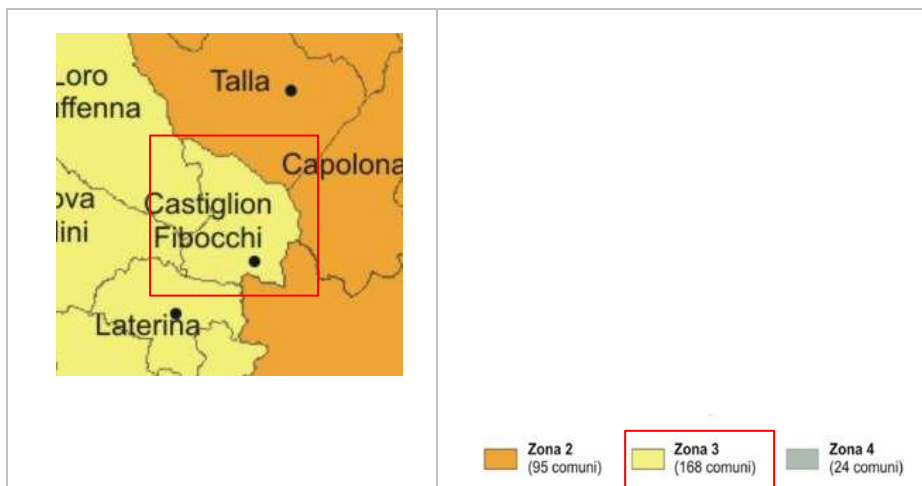 Loro
uffenna
Talla
Capolona
ova
lini
Castiglion
Fibocchi
Laterina
Zona 2
(95 comuni)
Zona 3
(168 comuni)
Zona 4
(24 comuni)